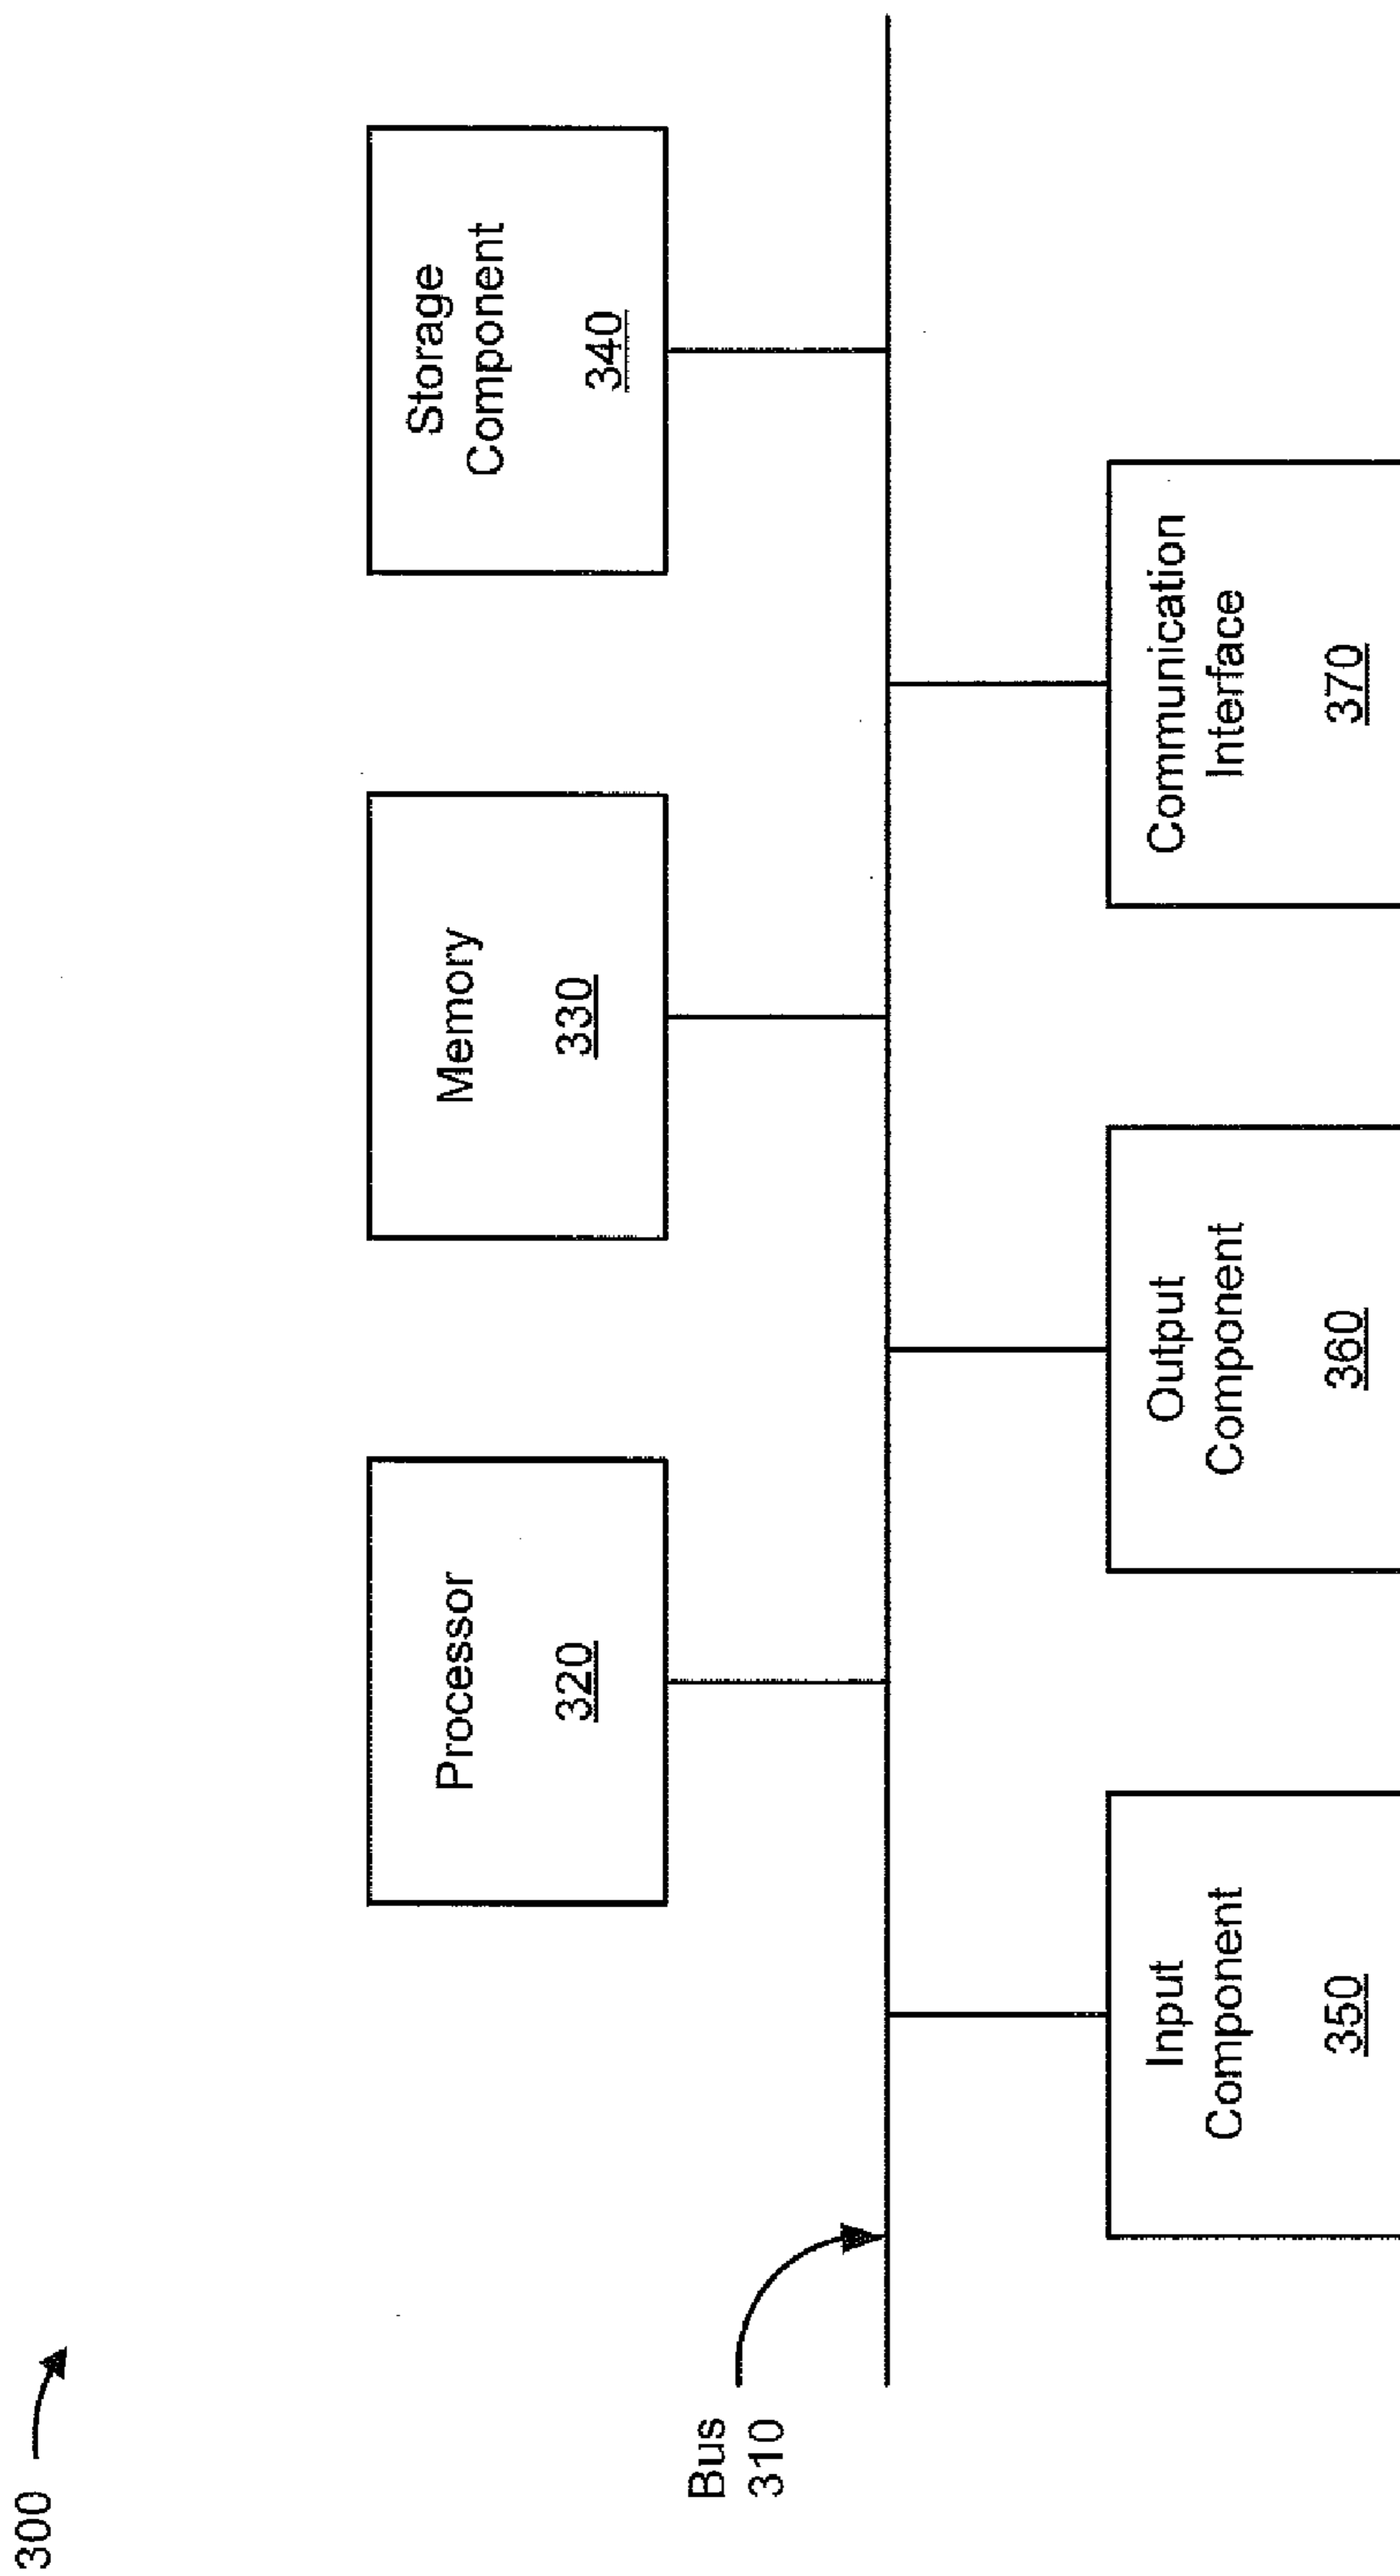 300
Bus
310
Processor
320
Memory
330
Storage
Component
340
Input
Component
350
Output
Component
360
Communication
Interface
370